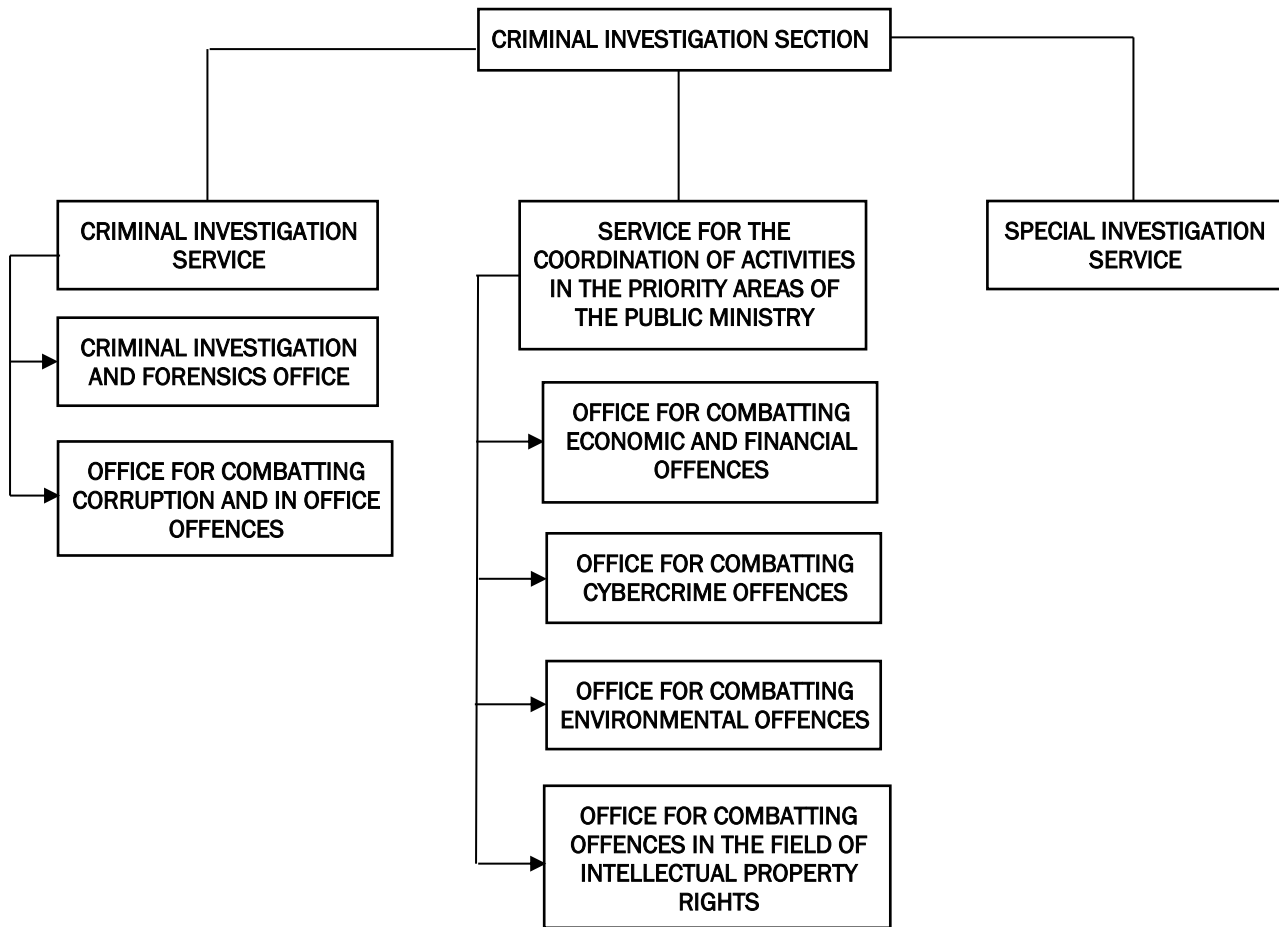 CRIMINAL INVESTIGATION SECTION
CRIMINAL INVESTIGATION
SERVICE
CRIMINAL INVESTIGATION
AND FORENSICS OFFICE
OFFICE FOR COMBATTING
CORRUPTION AND IN OFFICE
OFFENCES
SERVICE FOR THE
COORDINATION OF ACTIVITIES
IN THE PRIORITY AREAS OF
THE PUBLIC MINISTRY
OFFICE FOR COMBATTING
ECONOMIC AND FINANCIAL
OFFENCES
OFFICE FOR COMBATTING
CYBERCRIME OFFENCES
OFFICE FOR COMBATTING
ENVIRONMENTAL OFFENCES
OFFICE FOR COMBATTING
OFFENCES IN THE FIELD OF
INTELLECTUAL PROPERTY
RIGHTS
SPECIAL INVESTIGATION
SERVICE